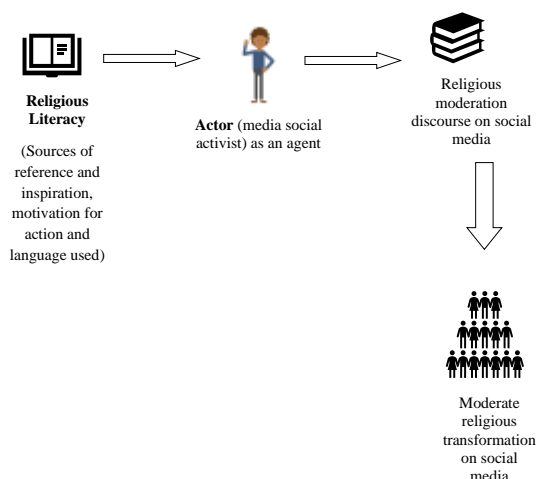 Religious
Literacy
(Sources of
reference and
inspiration,
motivation for
action and
language used)
Actor (media social
activist) as an agent
Religious
moderation
discourse on social
media
Moderate
religious
transformation
on social
media